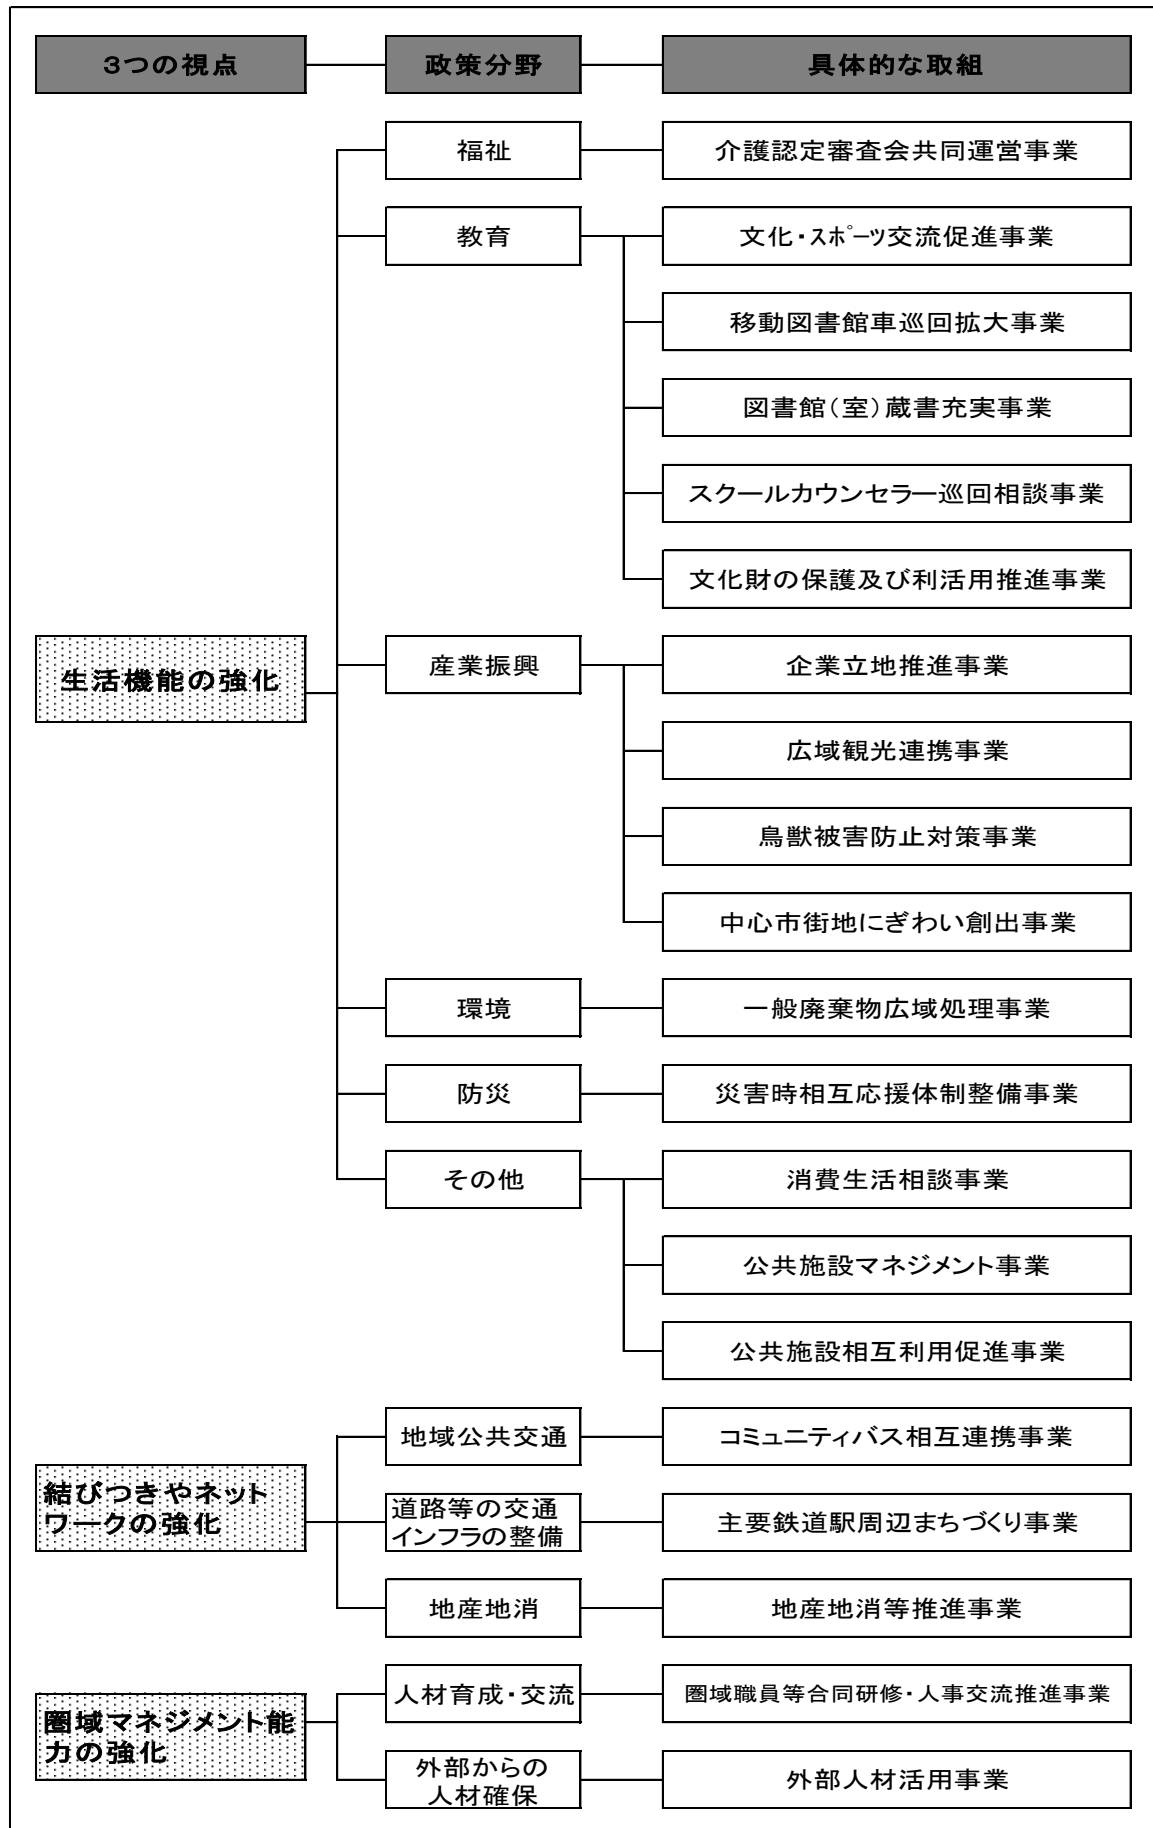 3つの視点
政策分野
具体的な取組
福祉
介護認定審査会共同運営事業
教育
文化・ｽﾎﾟｰﾂ交流促進事業
移動図書館車巡回拡大事業
図書館(室)蔵書充実事業
スクールカウンセラー巡回相談事業
文化財の保護及び利活用推進事業
生活機能の強化
産業振興
企業立地推進事業
広域観光連携事業
鳥獣被害防止対策事業
中心市街地にぎわい創出事業
環境
一般廃棄物広域処理事業
防災
災害時相互応援体制整備事業
その他
消費生活相談事業
公共施設マネジメント事業
公共施設相互利用促進事業
結びつきやネット
ワークの強化
地域公共交通
コミュニティバス相互連携事業
道路等の交通
インフラの整備
主要鉄道駅周辺まちづくり事業
地産地消
地産地消等推進事業
圏域マネジメント能
力の強化
人材育成・交流
圏域職員等合同研修・人事交流推進事業
外部からの
人材確保
外部人材活用事業